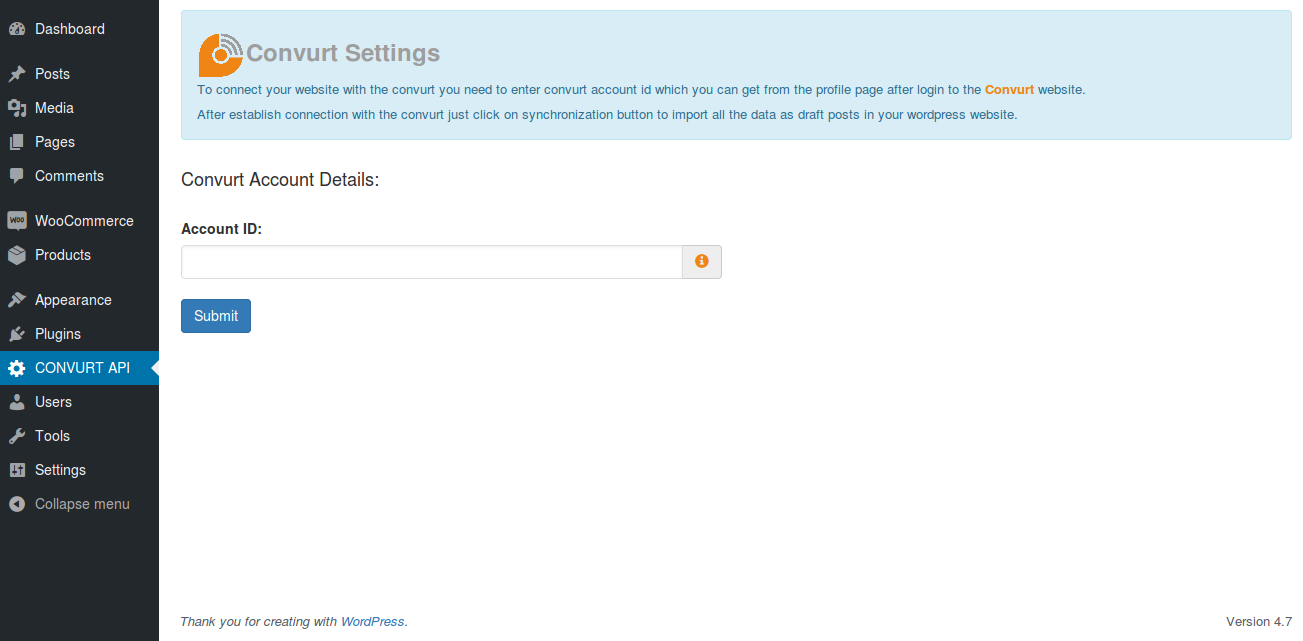 Dashboard
Posts
Media
Pages
Comments
WOO WooCommerce
Products
Appearance
Plugins
CONVURT API
Users
Tools
Settings
Collapse menu
Convurt Settings
To connect your website with the convurt you need to enter convurt account id which you can get from the profile page after login to the Convurt website.
After establish connection with the convurt just click on synchronization button to import all the data as draft posts in your wordpress website.
Convurt Account Details:
Account ID:
Submit
Thank you for creating with WordPress.
Version 4.7